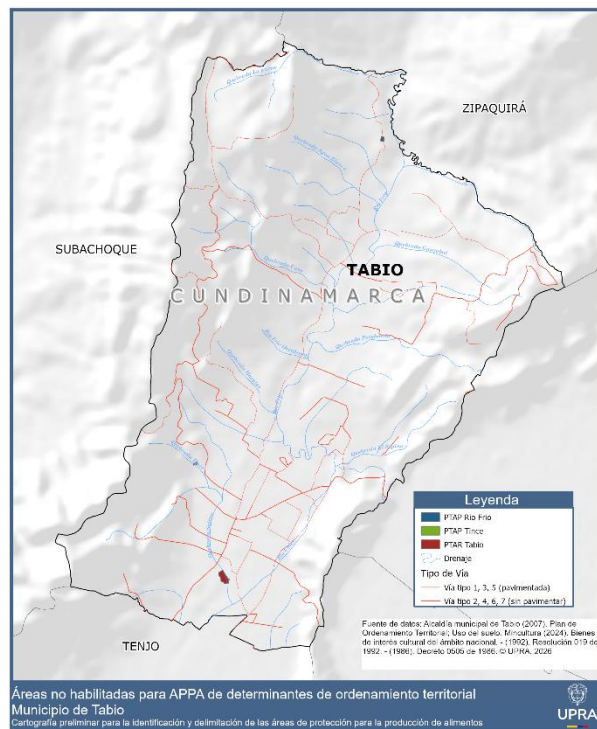 ZIPAQUIRÁ
SUBACHOQUE
TABIO
CUNDINAMARCA
TENJO
Leyenda
PTAP Rio Frio
PTAP Tince
PTAR Tabio
Drenaje
Tipo de Vía
Vía tipo 1, 3, 5 (pavimentada)
Vía tipo 2, 4, 6, 7 (sin pavimentar)
Fuente de datos: Alcaldía municipal de Tabio (2007). Plan de
Ordenamiento Territorial; Uso del suelo. Mincultura (2024). Bienes
de interés cultural del ámbito nacional. - (1992). Resolución 019 de
1992. - (1986). Decreto 0505 de 1986. © UPRA, 2026
Áreas no habilitadas para APPA de determinantes de ordenamiento territorial
Municipio de Tabio
Cartografía preliminar para la identificación y delimitación de las áreas de protección para la producción de alimentos
UPRA